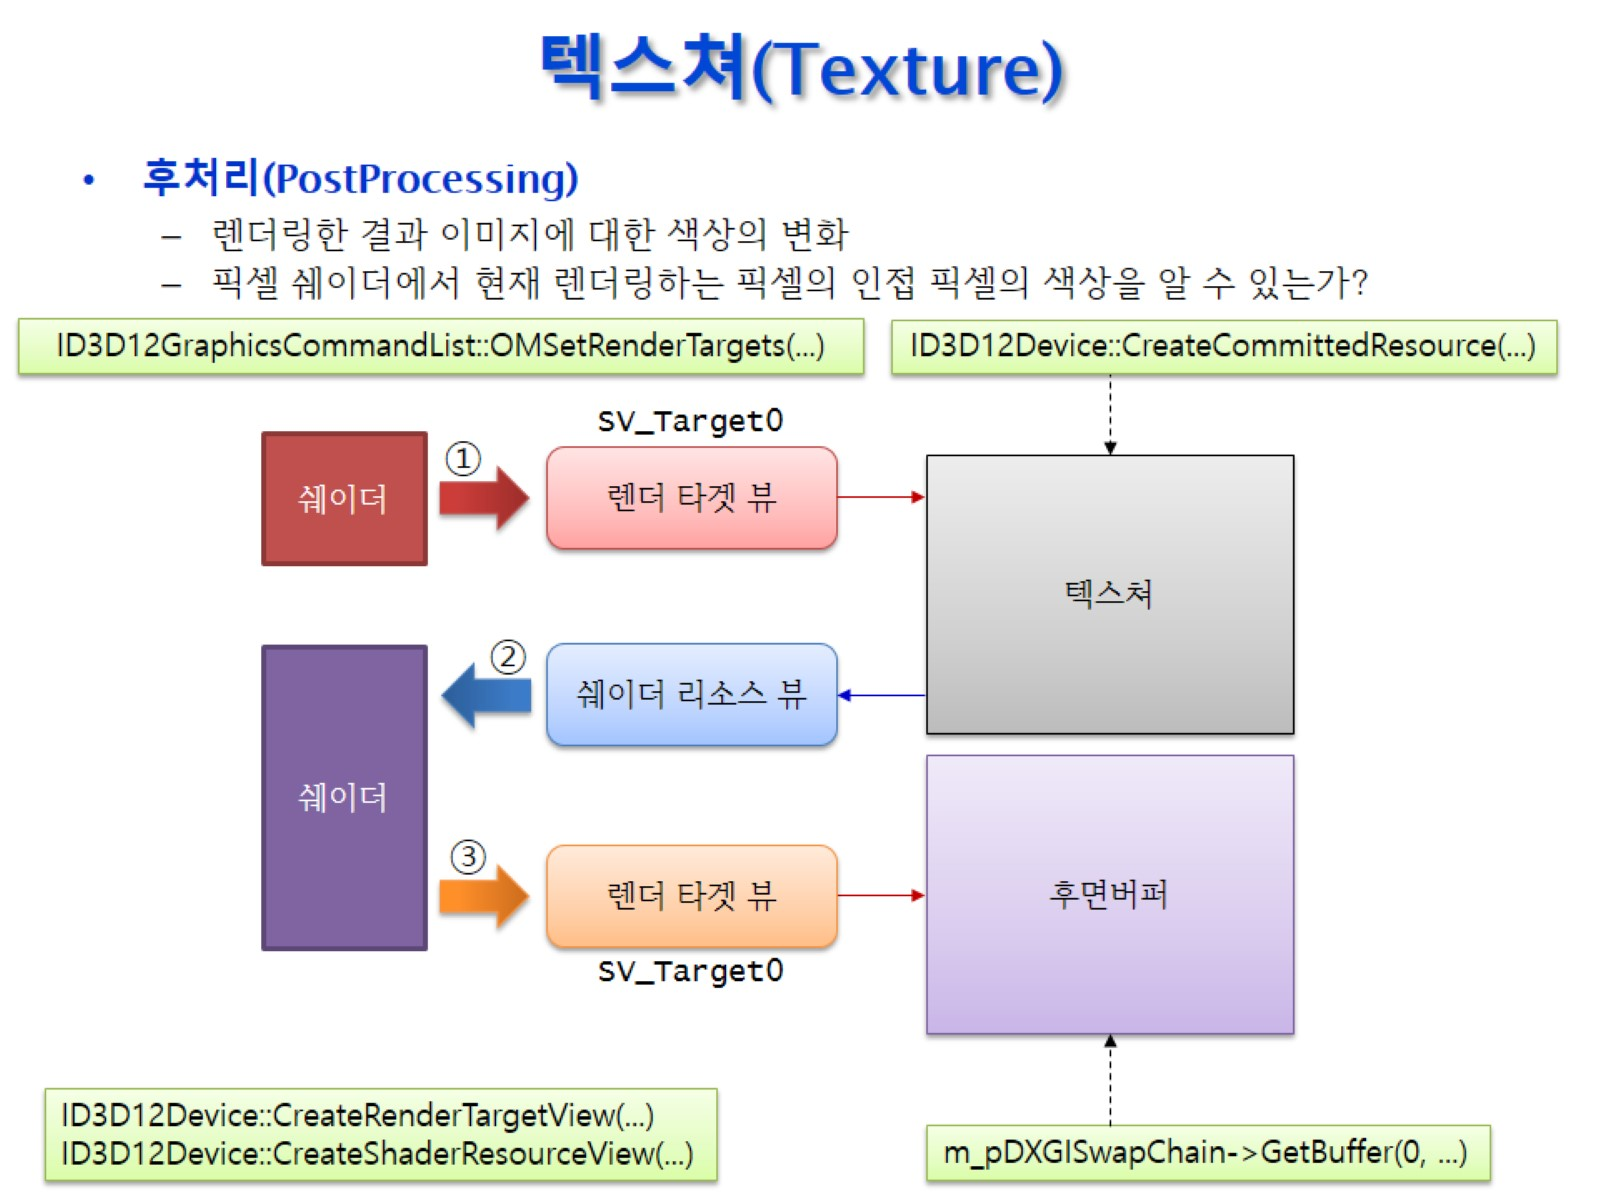 텍스쳐(Texture)
• 후처리(PostProcessing)
– 렌더링한 결과 이미지에 대한 색상의 변화
– 픽셀 쉐이더에서 현재 렌더링하는 픽셀의 인접 픽셀의 색상을 알 수 있는가?
ID3D12GraphicsCommandList::OMSetRenderTargets(...)
ID3D12Device::CreateCommittedResource(...)
SV_Target0
쉐이더
①
렌더 타겟 뷰
텍스쳐
②
쉐이더 리소스 뷰
쉐이더
③
렌더 타겟 뷰
후면버퍼
SV_Target0
ID3D12Device::CreateRenderTargetView(...)
ID3D12Device::CreateShaderResourceView(...)
m_pDXGISwapChain->GetBuffer(0, ...)